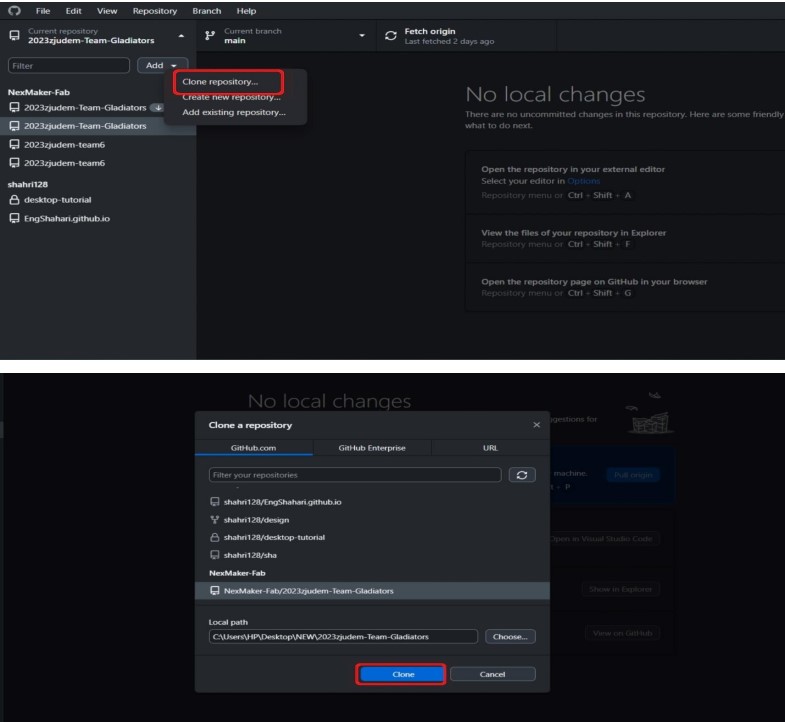 File Edit View Repository Branch Help
Current repository
2023zjudem-Team-Gladiators
Current branch
main
Fetch origin
Last fetched 2 days ago
Filter
Add
Clone repository...
Create new repository...
Add existing repository...
NexMaker-Fab
2023zjudem-Team-Gladiators
2023zjudem-Team-Gladiators
2023zjudem-team6
2023zjudem-team6
shahri128
desktop-tutorial
EngShahari.github.io
No local changes
There are no uncommitted changes in this repository. Here are some friendly
what to do next.
Open the repository in your external editor
Select your editor in Options
Repository menu or Ctrl + Shift + A
View the files of your repository in Explorer
Repository menu or Ctrl + Shift + F
Open the repository page on GitHub in your browser
Repository menu or Ctrl + Shift + G
No local changes
Clone a repository
GitHub.com GitHub Enterprise URL
Filter your repositories
shahri128/EngShahari.github.io
shahri128/design
shahri128/desktop-tutorial
shahri128/sha
NexMaker-Fab
NexMaker-Fab/2023zjudem-Team-Gladiators
Local path
C:\Users\HP\Desktop\NEW\2023zjudem-Team-Gladiators
Choose...
Clone
Cancel
ggestions for
machine.
Pull origin
+ P
Open in Visual Studio Code
Show in Explorer
View on GitHub